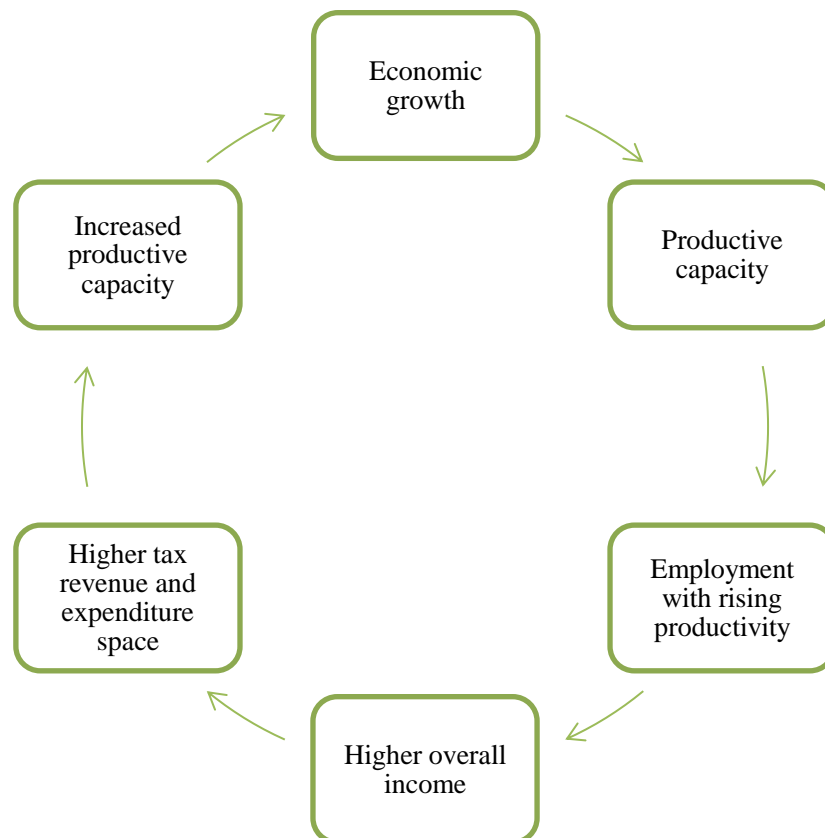 Economic
growth
Productive
capacity
Employment
with rising
productivity
Higher overall
income
Higher tax
revenue and
expenditure
space
Increased
productive
capacity